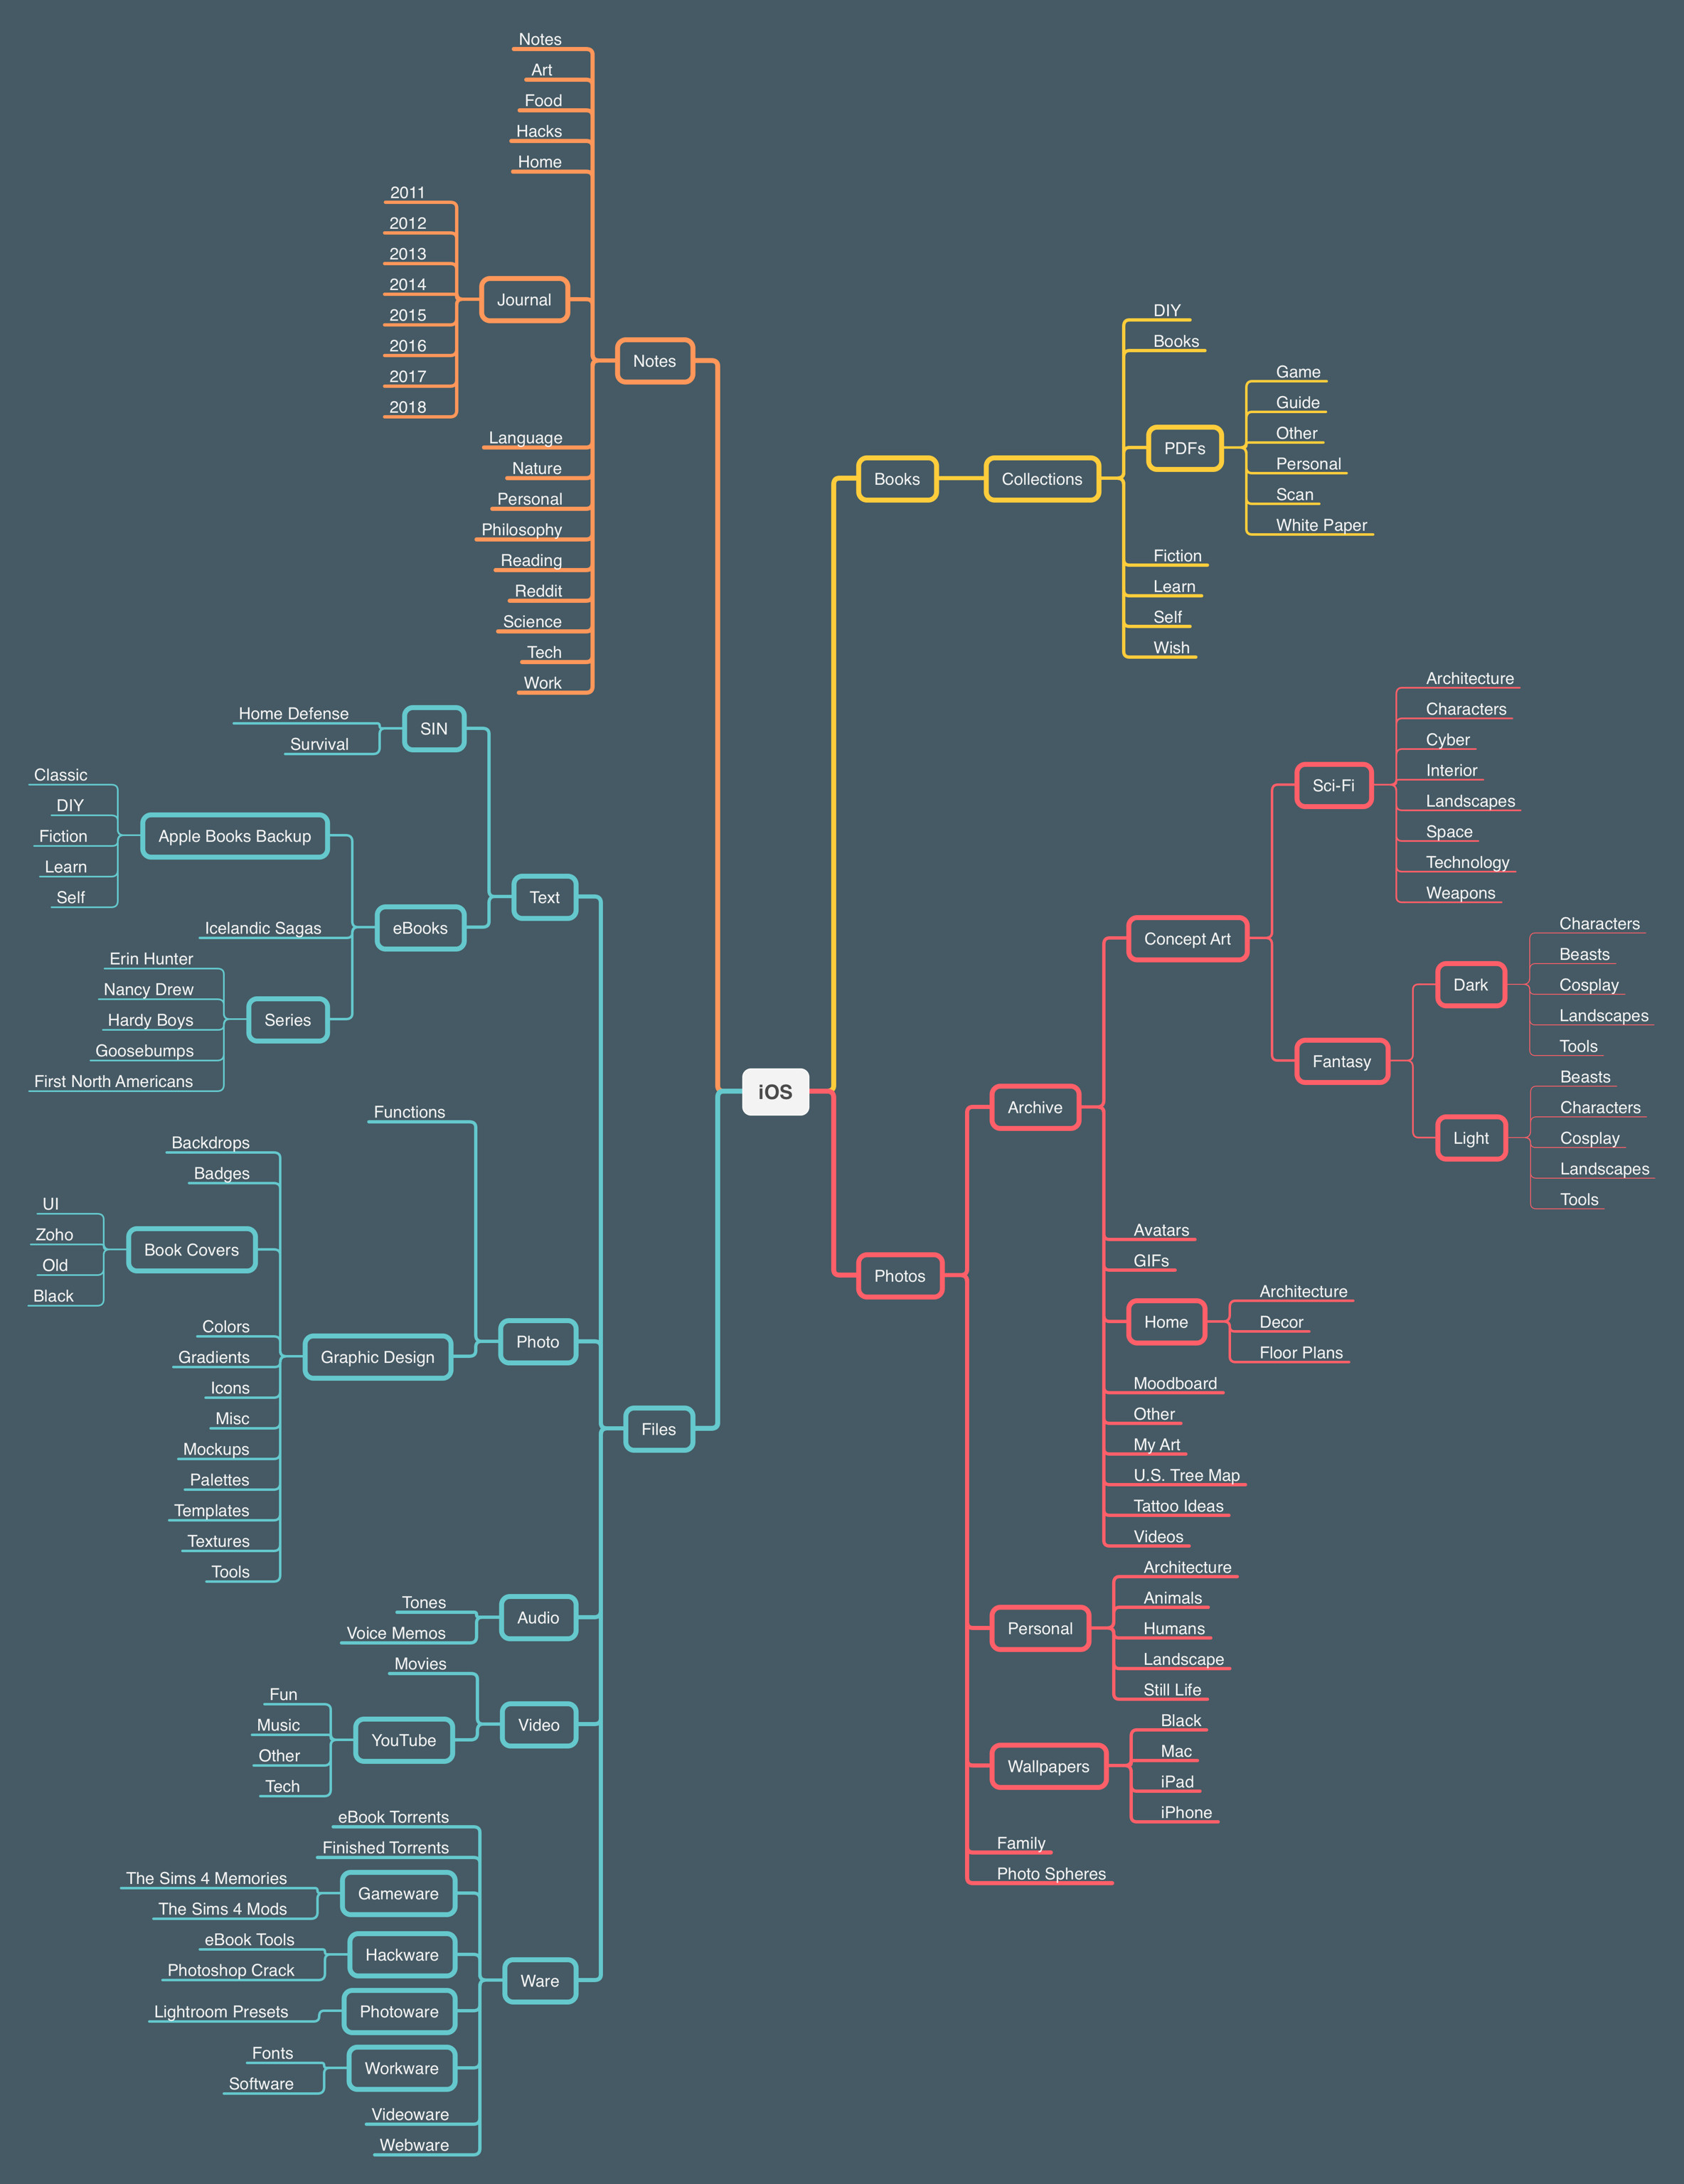 iOS
Notes
Notes
Art
Food
Hacks
Home
Journal
2011
2012
2013
2014
2015
2016
2017
2018
Language
Nature
Personal
Philosophy
Reading
Reddit
Science
Tech
Work
Books
Collections
DIY
Books
PDFs
Game
Guide
Other
Personal
Scan
White Paper
Fiction
Learn
Self
Wish
Files
Text
SIN
Home Defense
Survival
eBooks
Apple Books Backup
Classic
DIY
Fiction
Learn
Self
Icelandic Sagas
Series
Erin Hunter
Nancy Drew
Hardy Boys
Goosebumps
First North Americans
Photo
Functions
Graphic Design
Backdrops
Badges
Book Covers
UI
Zoho
Old
Black
Colors
Gradients
Icons
Misc
Mockups
Palettes
Templates
Textures
Tools
Audio
Tones
Voice Memos
Video
Movies
YouTube
Fun
Music
Other
Tech
Ware
eBook Torrents
Finished Torrents
Gameware
The Sims 4 Memories
The Sims 4 Mods
Hackware
eBook Tools
Photoshop Crack
Photoware
Lightroom Presets
Workware
Fonts
Software
Videoware
Webware
Photos
Archive
Concept Art
Sci-Fi
Architecture
Characters
Cyber
Interior
Landscapes
Space
Technology
Weapons
Fantasy
Dark
Characters
Beasts
Cosplay
Landscapes
Tools
Light
Beasts
Characters
Cosplay
Landscapes
Tools
Avatars
GIFs
Home
Architecture
Decor
Floor Plans
Moodboard
Other
My Art
U.S. Tree Map
Tattoo Ideas
Videos
Personal
Architecture
Animals
Humans
Landscape
Still Life
Wallpapers
Black
Mac
iPad
iPhone
Family
Photo Spheres